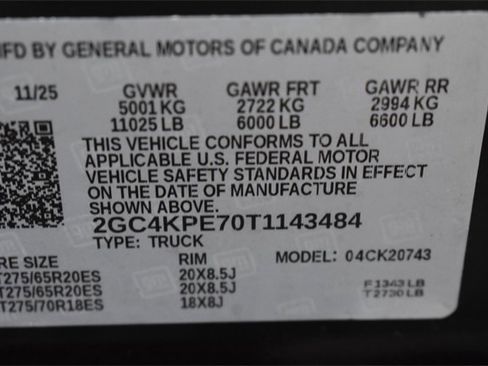 MFD BY GENERAL MOTORS OF CANADA COMPANY
11/25 GVWR GAWR FRT GAWR RR
5001 KG 2722 KG 2994 KG
11025 LB 6000 LB 6600 LB
THIS VEHICLE CONFORMS TO ALL
APPLICABLE U.S. FEDERAL MOTOR
VEHICLE SAFETY STANDARDS IN EFFECT
ON THE DATE OF MANUFACTURE
SHOWN ABOVE.
2GC4KPE70T1143484
TYPE: TRUCK MODEL: 04CK20743
RE SIZE RIM
T275/65R20ES 20X8.5J
T275/65R20ES 20X8.5J F1343 LB
T275/70R18ES 18X8J T2730 LB